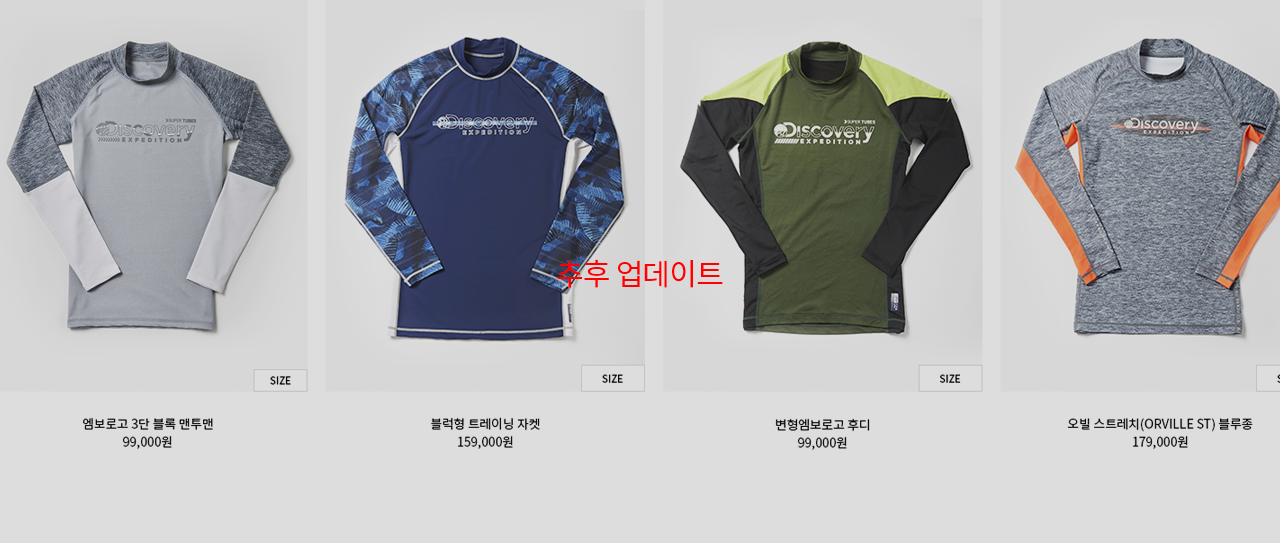 SUPER TUBES
Discovery
EXPEDITION
Discovery
EXPEDITION
SUPER TUBES
Discovery
EXPEDITION
Discovery
EXPEDITION
추후 업데이트
SIZE
SIZE
SIZE
S
엠보로고 3단 블록 맨투맨
99,000원
블럭형 트레이닝 자켓
159,000원
변형엠보로고 후디
99,000원
오빌 스트레치(ORVILLE ST) 블루종
179,000원